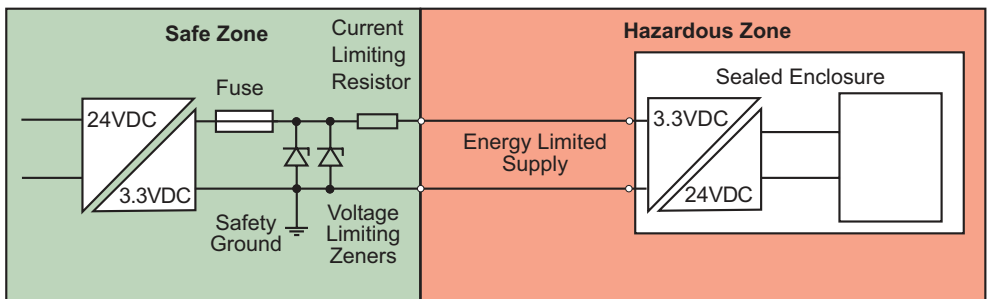 Safe Zone
Current
Limiting
Resistor
Fuse
24VDC
3.3VDC
Safety
Ground
Voltage
Limiting
Zeners
Hazardous Zone
Sealed Enclosure
Energy Limited
Supply
3.3VDC
24VDC